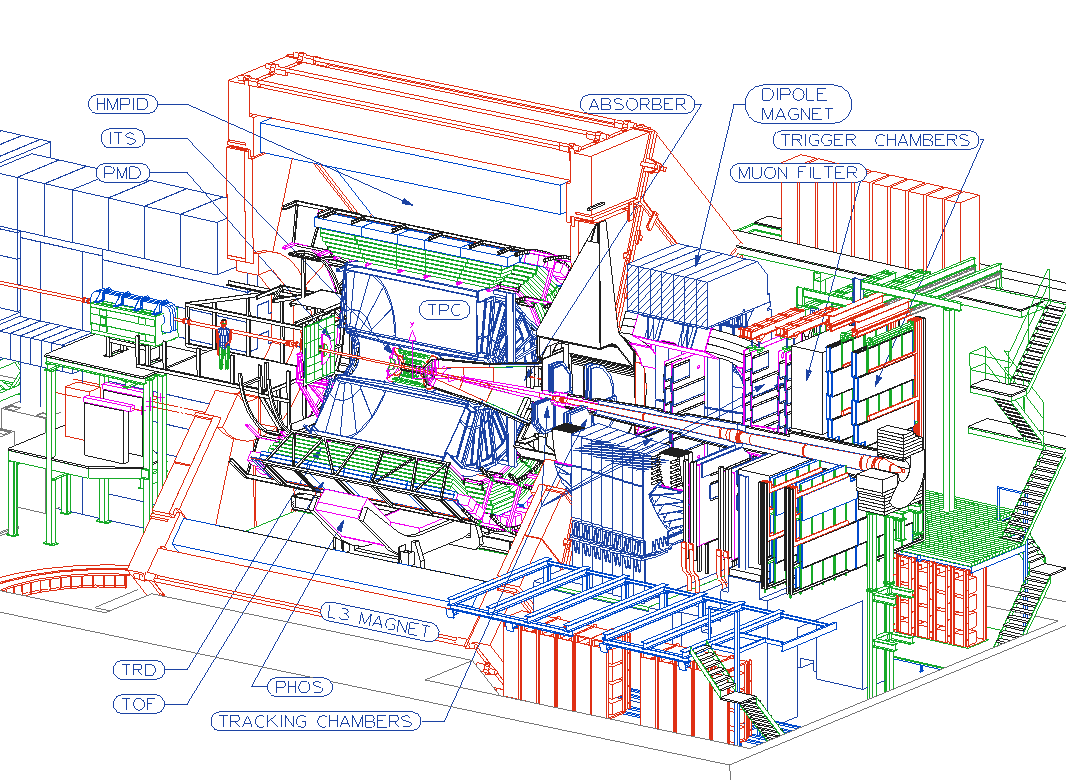 HMPID
ABSORBER
DIPOLE
MAGNET
ITS
TRIGGER CHAMBERS
PMD
MUON FILTER
TPC
L3 MAGNET
TRD
PHOS
TOF
TRACKING CHAMBERS